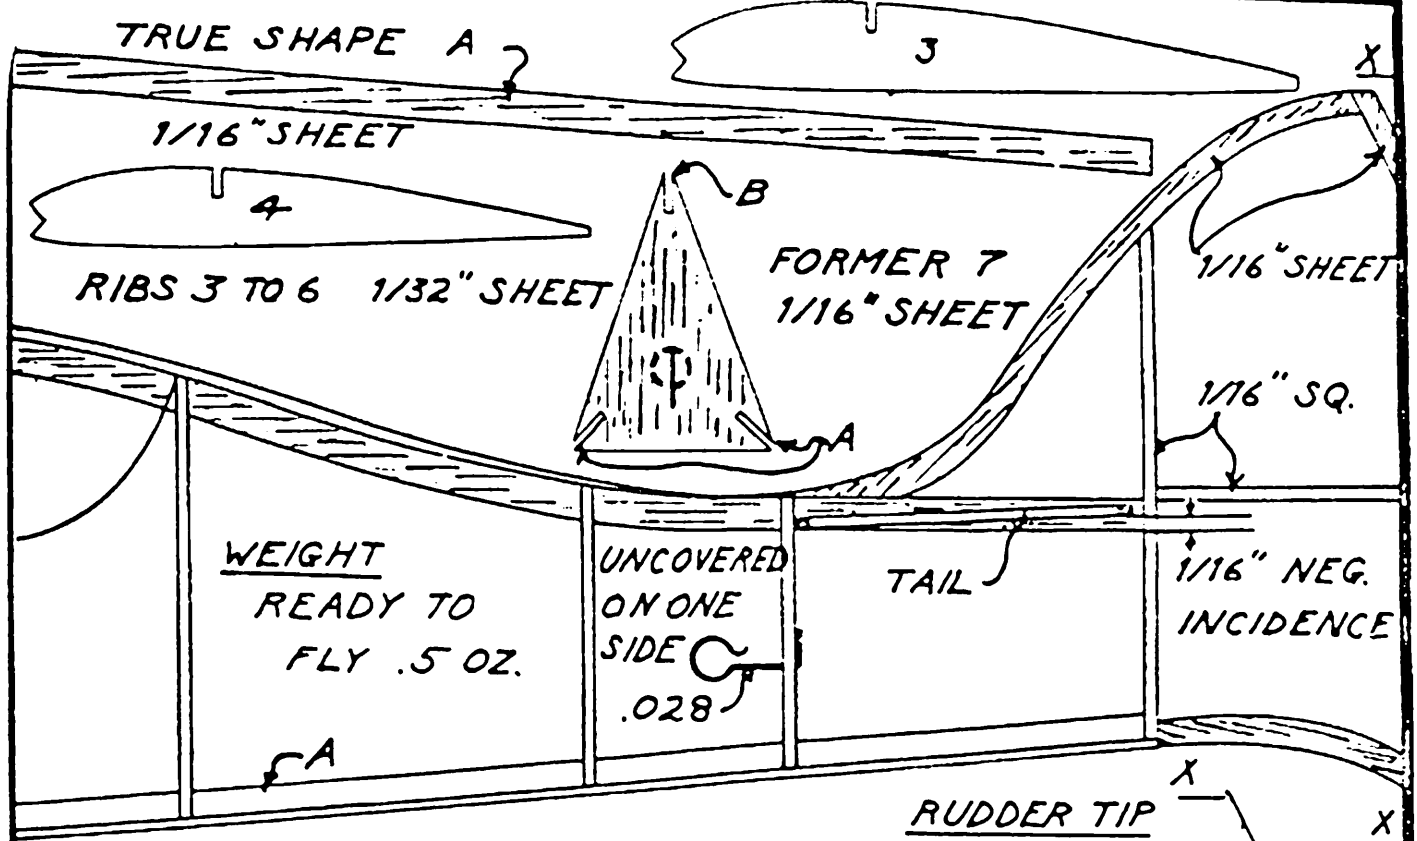 TRUE SHAPE A
3
X
1/16" SHEET
4
B
RIBS 3 TO 6 1/32" SHEET
FORMER 7
1/16" SHEET
1/16" SHEET
1/16" SQ.
A
WEIGHT
READY TO
FLY .5 OZ.
UNCOVERED
ON ONE
SIDE
.028
TAIL
1/16" NEG.
INCIDENCE
A
X
RUDDER TIP
X